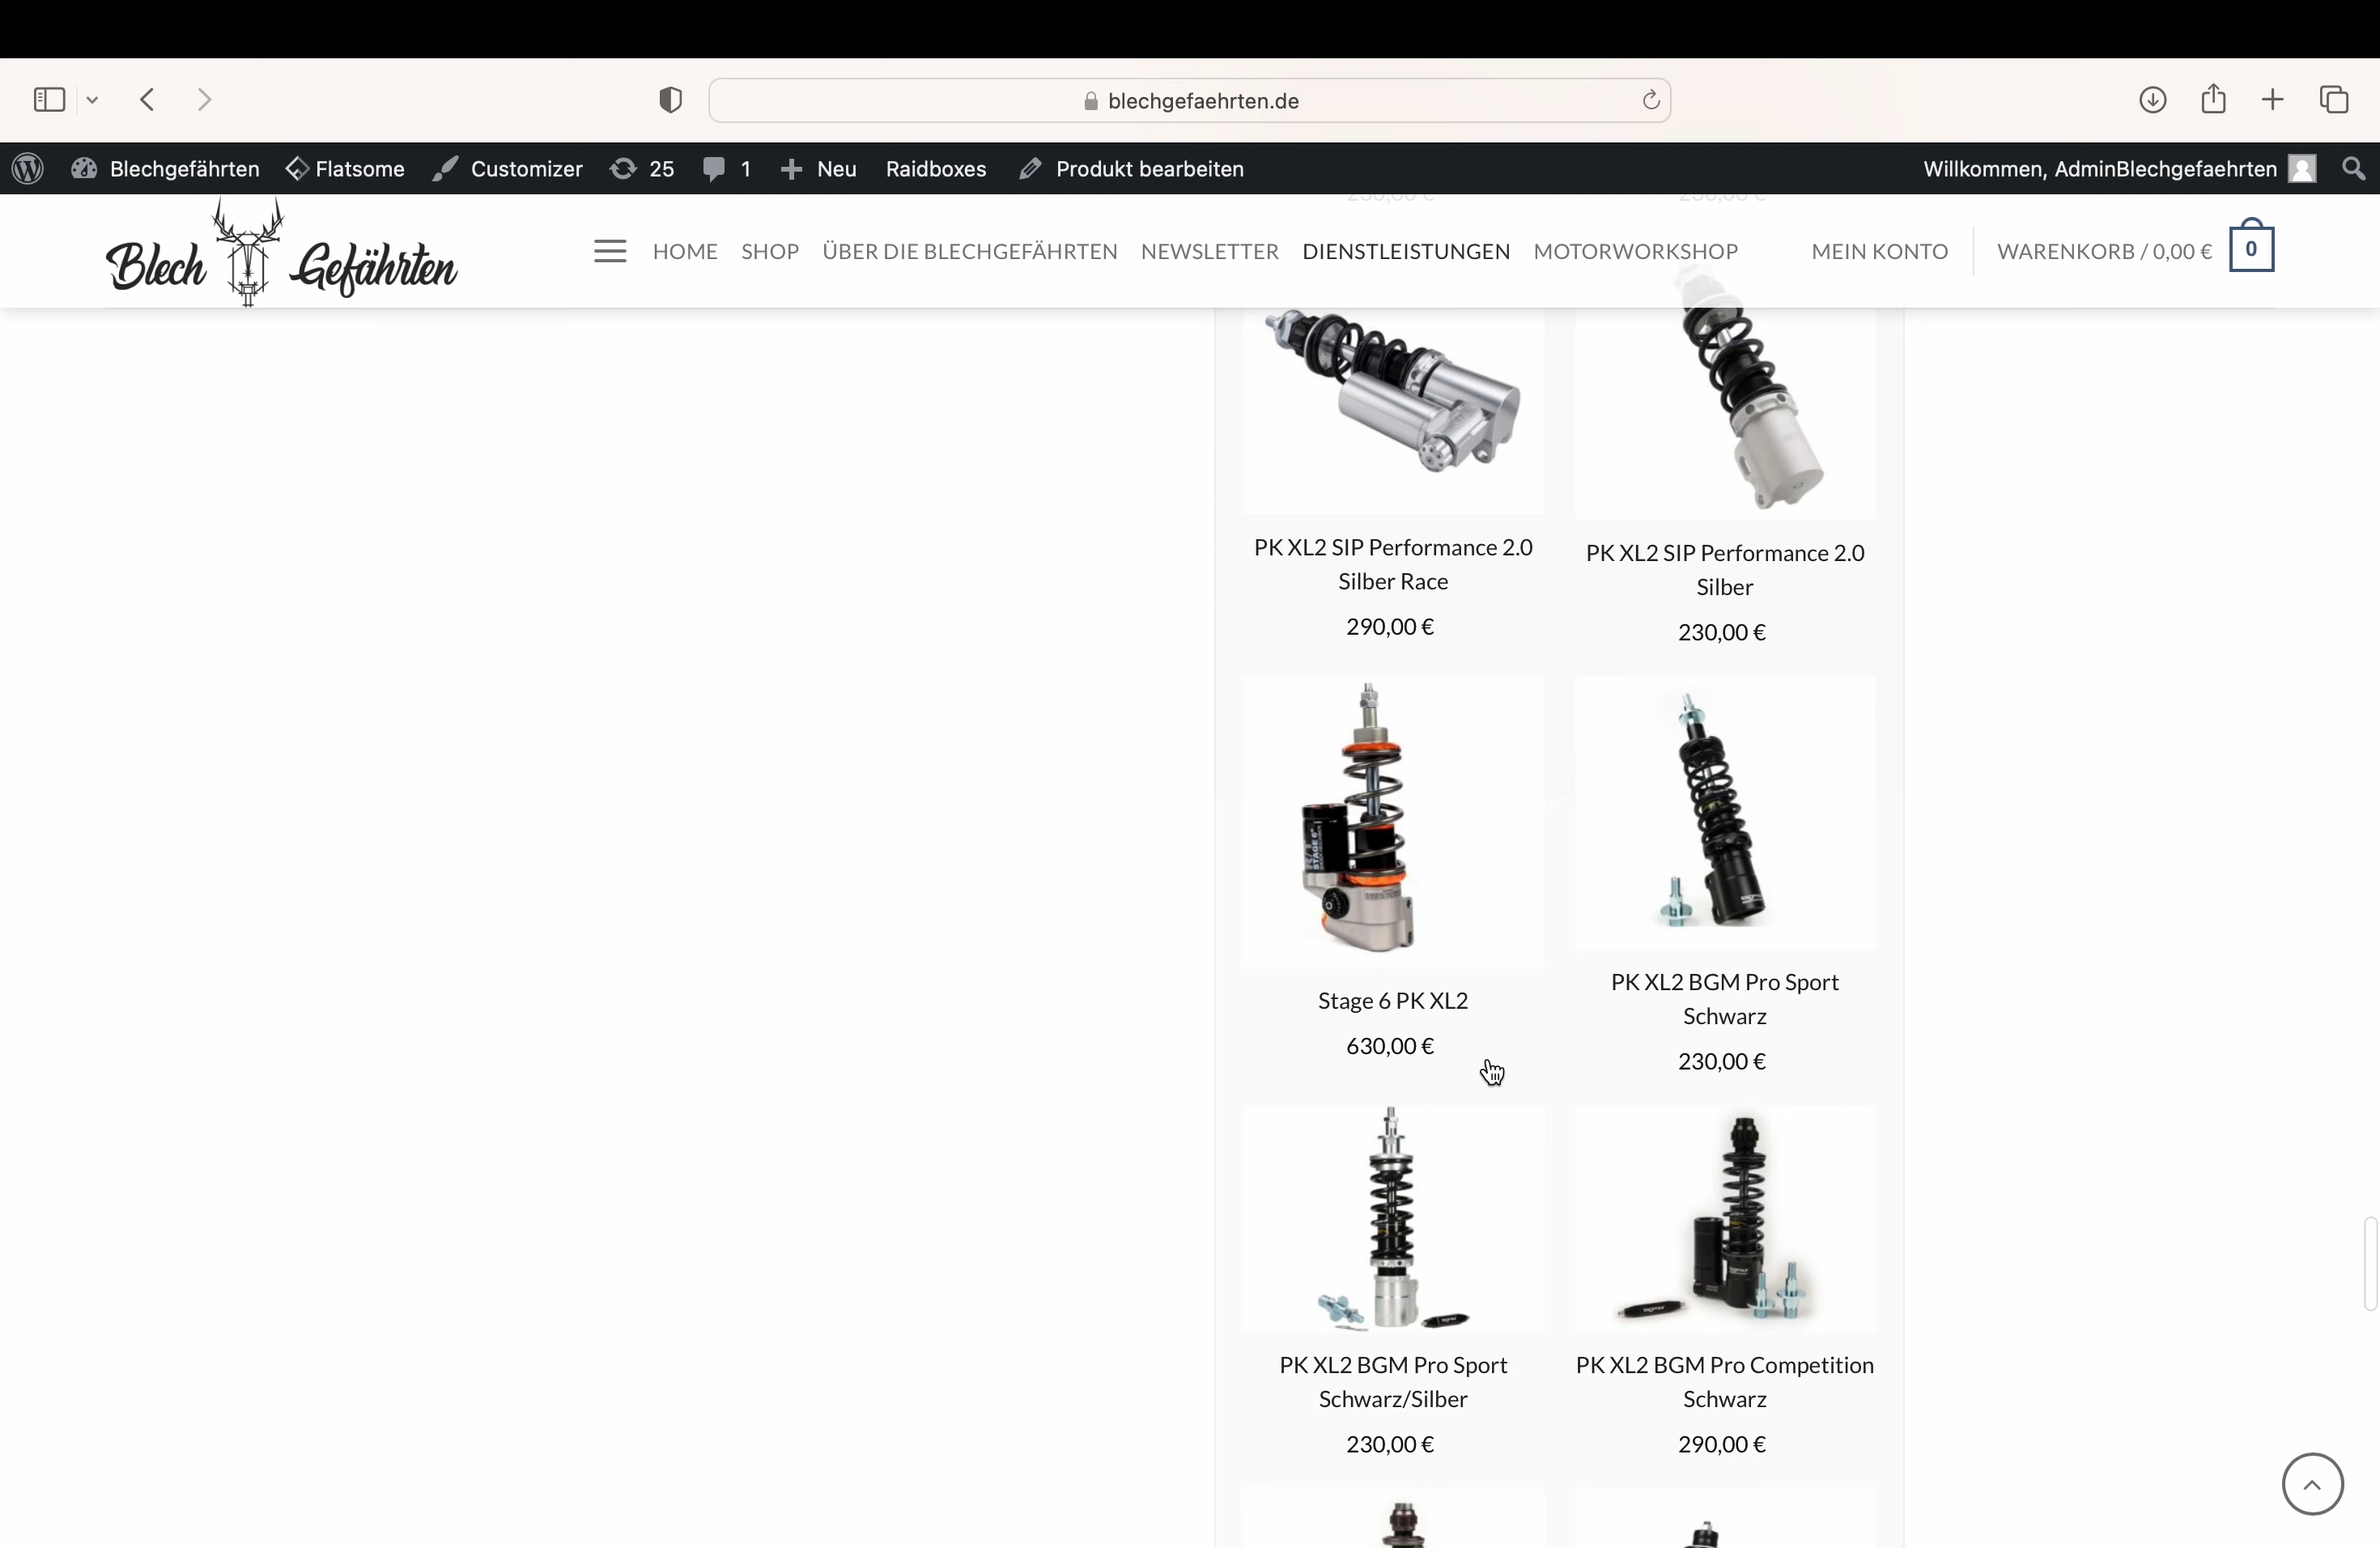 blechgefaehrten.de
Blechgefährten Flatsome Customizer 25 1 Neu Raidboxes Produkt bearbeiten Willkommen, AdminBlechgefaehrten
Blech Gefährten
HOME SHOP ÜBER DIE BLECHGEFÄHRTEN NEWSLETTER DIENSTLEISTUNGEN MOTORWORKSHOP MEIN KONTO WARENKORB / 0,00 € 0
PK XL2 SIP Performance 2.0
Silber Race
290,00 €
PK XL2 SIP Performance 2.0
Silber
230,00 €
STAGE 6
Stage 6 PK XL2
630,00 €
PK XL2 BGM Pro Sport
Schwarz
230,00 €
PK XL2 BGM Pro Sport
Schwarz/Silber
230,00 €
PK XL2 BGM Pro Competition
Schwarz
290,00 €